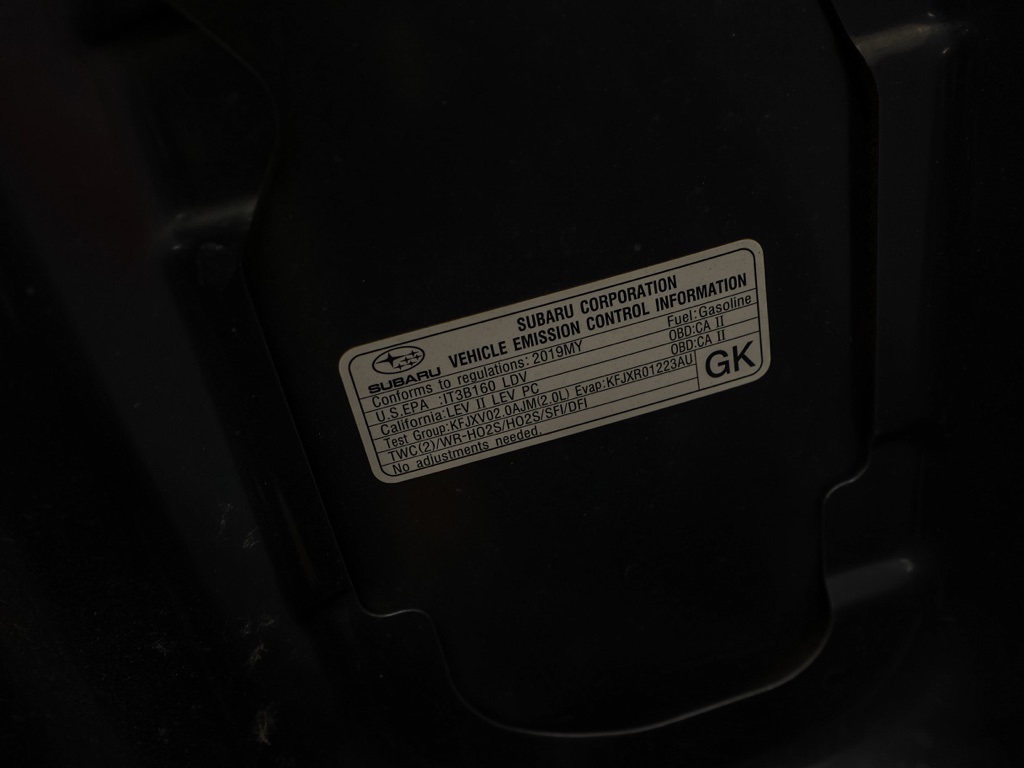 SUBARU CORPORATION
SUBARU VEHICLE EMISSION CONTROL INFORMATION
Conforms to regulations: 2019MY Fuel:Gasoline
U.S.EPA :IT3B160 LDV OBD:CA II
California:LEV II LEV PC OBD:CA II
Test Group:KFJXV02.0AJM(2.0L) Evap:KFJXR01223AU
TWC(2)/WR-HO2S/HO2S/SFI/DFI
No adjustments needed.
GK